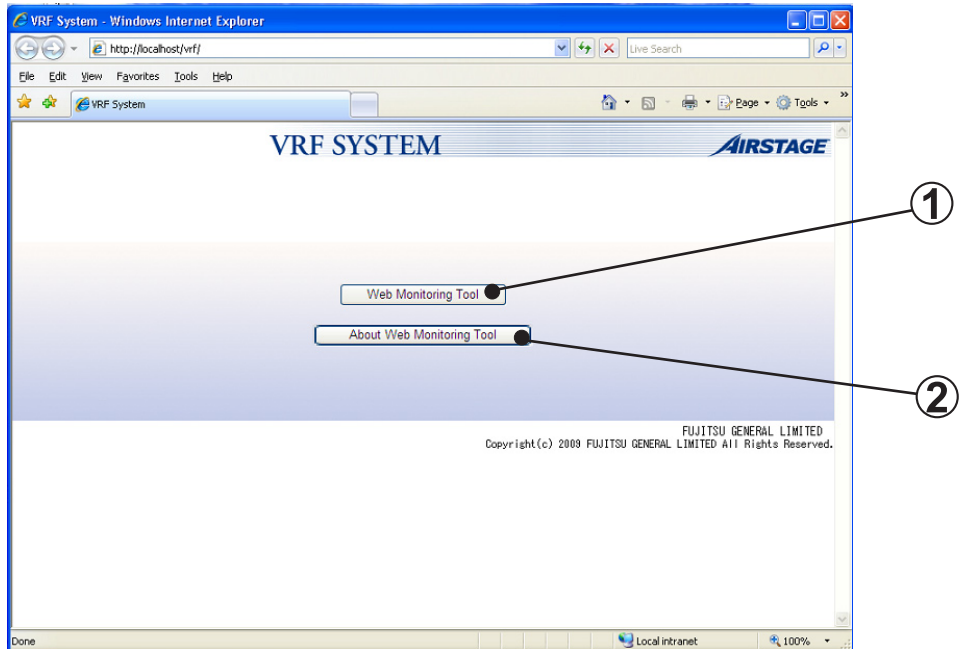 VRF System - Windows Internet Explorer
http://localhost/vrf/
Live Search
File Edit View Favorites Tools Help
VRF System
Page Tools »
VRF SYSTEM AIRSTAGE
1
Web Monitoring Tool
About Web Monitoring Tool
2
FUJITSU GENERAL LIMITED
Copyright(c) 2009 FUJITSU GENERAL LIMITED All Rights Reserved.
Done Local intranet 100%